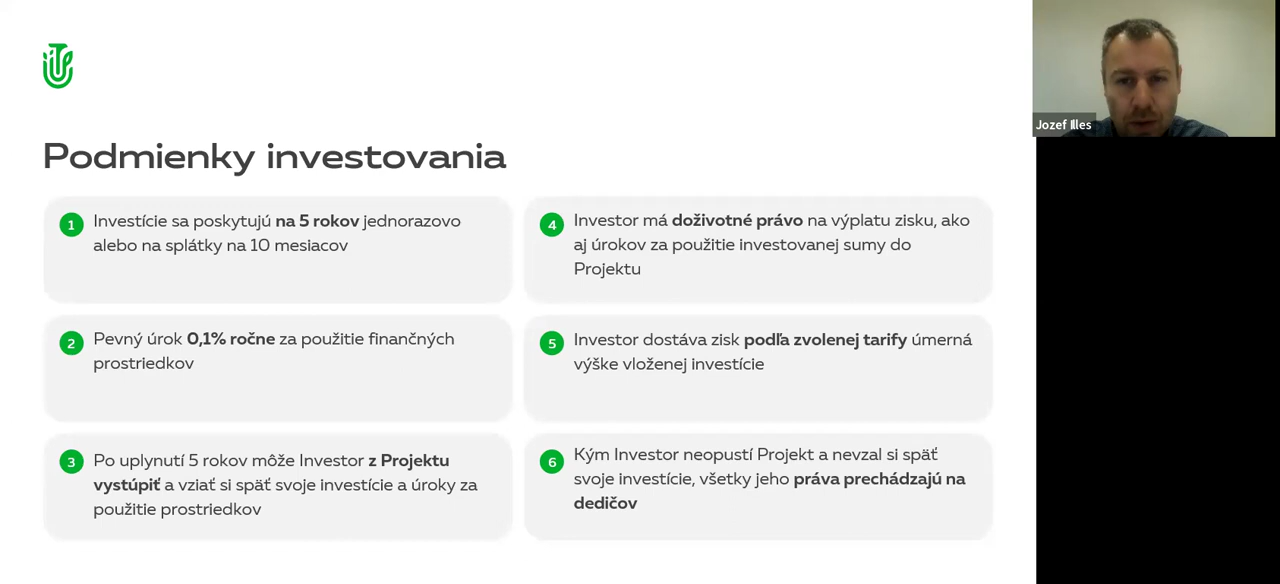 Podmienky investovania
1
Investície sa poskytujú na 5 rokov jednorazovo
alebo na splátky na 10 mesiacov
2
Pevný úrok 0,1% ročne za použitie finančných
prostriedkov
3
Po uplynutí 5 rokov môže Investor z Projektu
vystúpiť a vziať si späť svoje investície a úroky za
použitie prostriedkov
4
Investor má doživotné právo na výplatu zisku, ako
aj úrokov za použitie investovanej sumy do
Projektu
5
Investor dostáva zisk podľa zvolenej tarify úmerná
výške vloženej investície
6
Kým Investor neopustí Projekt a nevzal si späť
svoje investície, všetky jeho práva prechádzajú na
dedičov
Jozef Illes